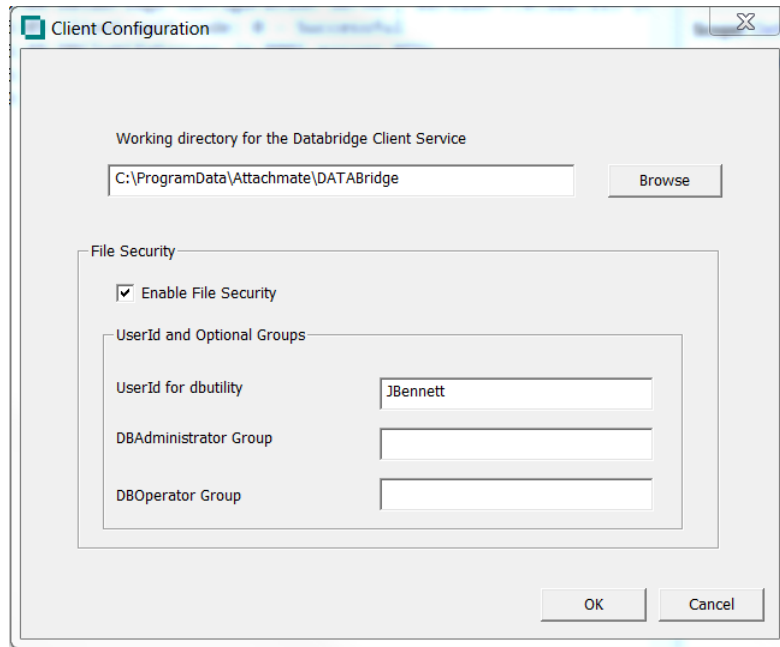 Client Configuration
Working directory for the Databridge Client Service
C:\ProgramData\Attachmate\DATABridge
Browse
File Security
Enable File Security
UserId and Optional Groups
UserId for dbutility
JBennett
DBAdministrator Group
DBOperator Group
OK
Cancel